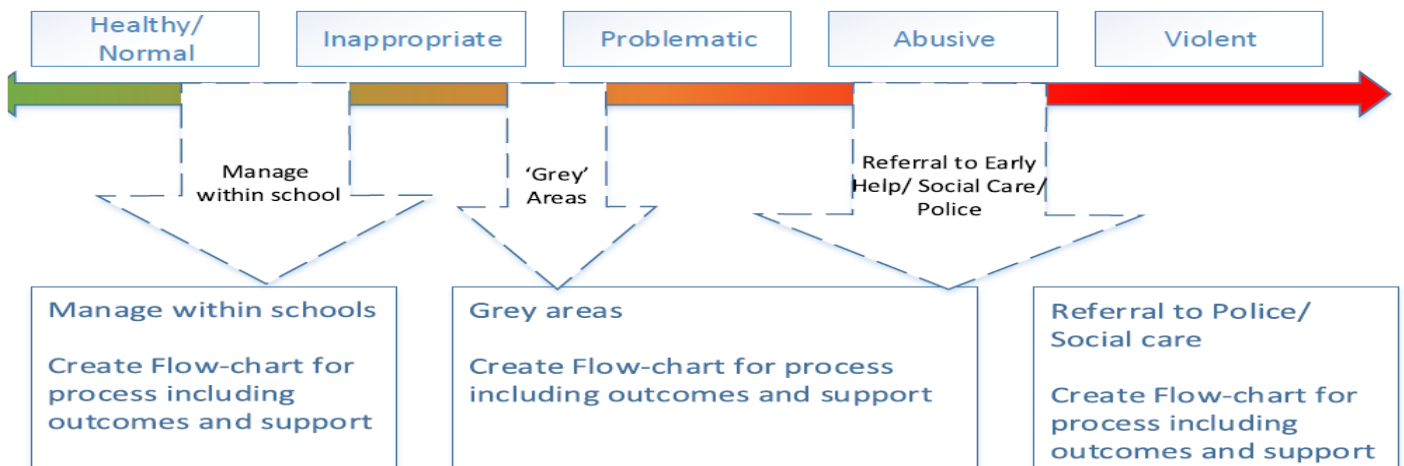 Healthy/
Normal
Inappropriate
Problematic
Abusive
Violent
Manage
within school
‘Grey’
Areas
Referral to Early
Help/ Social Care/
Police
Manage within schools
Create Flow-chart for
process including
outcomes and support
Grey areas
Create Flow-chart for process
including outcomes and support
Referral to Police/
Social care
Create Flow-chart for
process including
outcomes and support